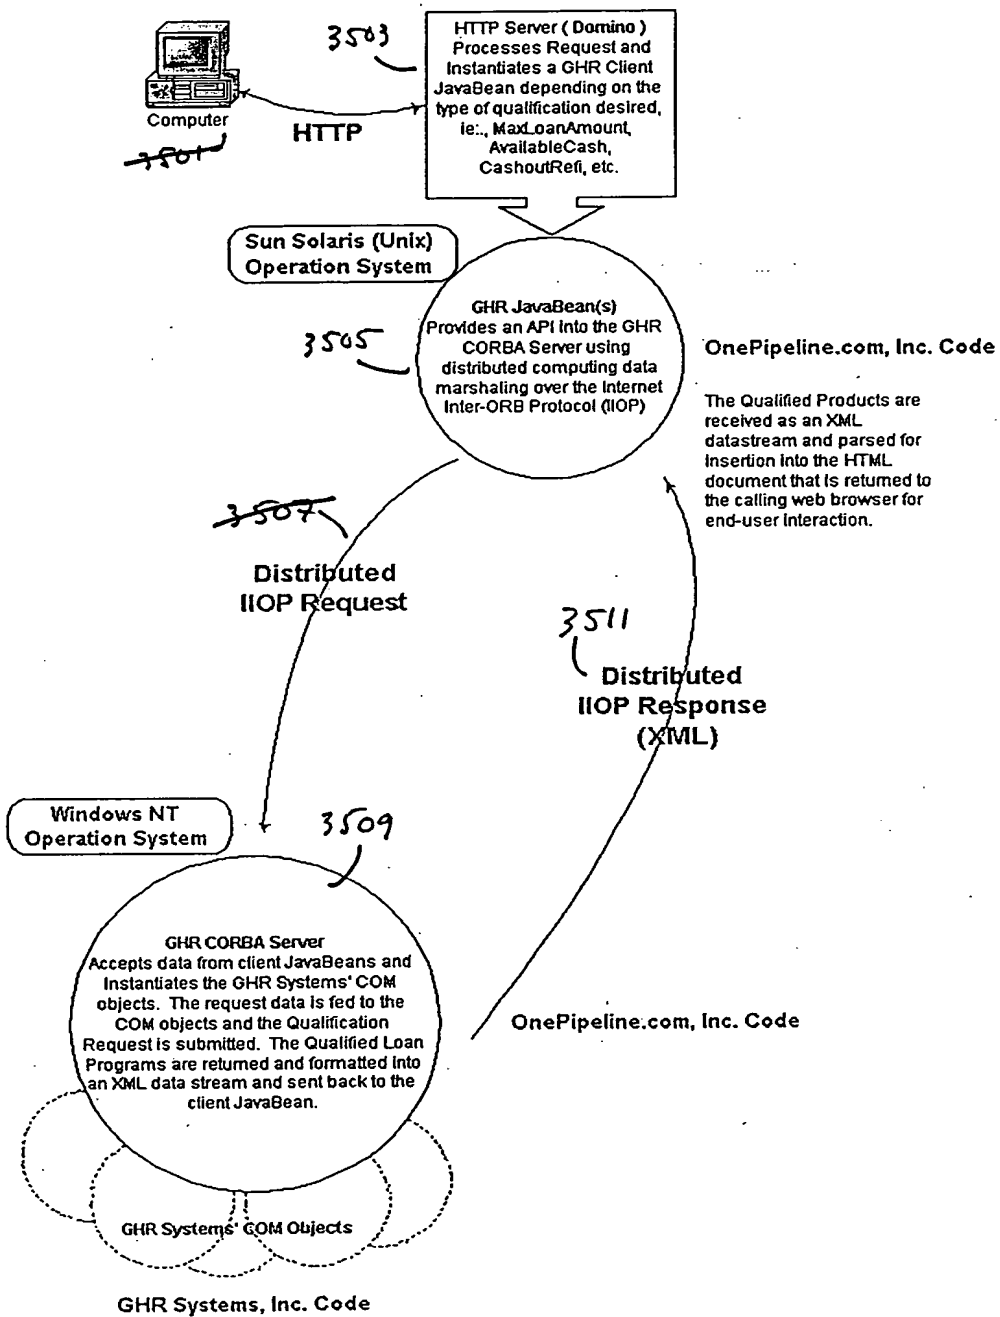 3503
HTTP Server ( Domino )
Processes Request and
Instantiates a GHR Client
JavaBean depending on the
type of qualification desired,
ie:., MaxLoanAmount,
AvailableCash,
CashoutRefi, etc.
Computer
HTTP
3501
Sun Solaris (Unix)
Operation System
GHR JavaBean(s)
Provides an API into the GHR
CORBA Server using
distributed computing data
marshaling over the Internet
Inter-ORB Protocol (IIOP)
3505
OnePipeline.com, Inc. Code
The Qualified Products are
received as an XML
datastream and parsed for
insertion into the HTML
document that is returned to
the calling web browser for
end-user interaction.
3507
Distributed
IIOP Request
3511
Distributed
IIOP Response
(XML)
Windows NT
Operation System
3509
GHR CORBA Server
Accepts data from client JavaBeans and
Instantiates the GHR Systems' COM
objects. The request data is fed to the
COM objects and the Qualification
Request is submitted. The Qualified Loan
Programs are returned and formatted into
an XML data stream and sent back to the
client JavaBean.
OnePipeline.com, Inc. Code
GHR Systems' COM Objects
GHR Systems, Inc. Code